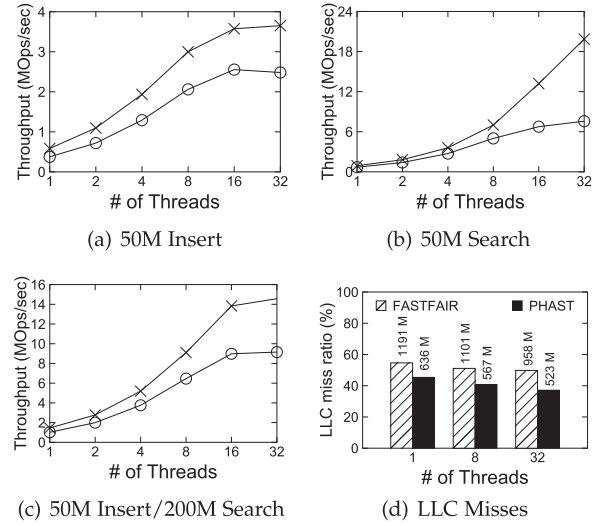 Throughput (MOps/sec)
4
3
2
1
0
1 2 4 8 16 32
# of Threads
(a) 50M Insert
Throughput (MOps/sec)
24
18
12
6
0
1 2 4 8 16 32
# of Threads
(b) 50M Search
Throughput (MOps/sec)
16
14
12
10
8
6
4
2
0
1 2 4 8 16 32
# of Threads
(c) 50M Insert/200M Search
LLC miss ratio (%)
100
80
60
40
20
0
FASTFAIR PHAST
1191 M
636 M
1101 M
567 M
958 M
523 M
1 8 32
# of Threads
(d) LLC Misses